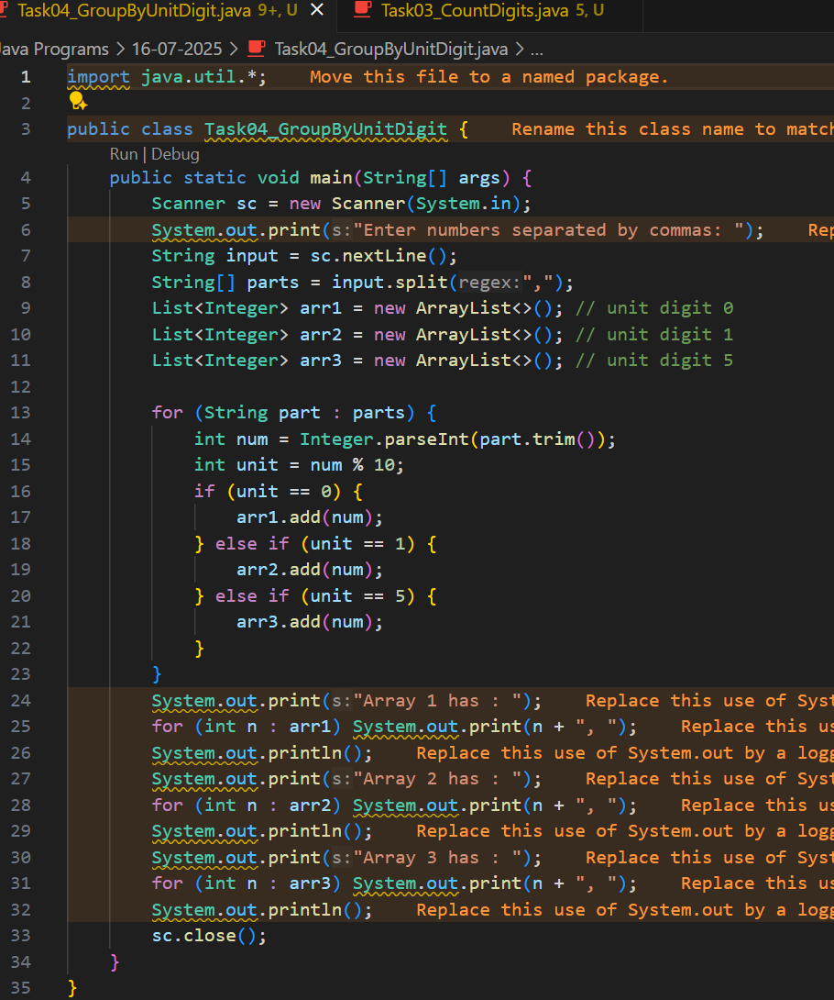 Task04_GroupByUnitDigit.java 9+, U Task03_CountDigits.java 5, U
Java Programs > 16-07-2025 > Task04_GroupByUnitDigit.java > ...
1 import java.util.*; Move this file to a named package.
2
3 public class Task04_GroupByUnitDigit { Rename this class name to match
Run | Debug
4 public static void main(String[] args) {
5 Scanner sc = new Scanner(System.in);
6 System.out.print(s:"Enter numbers separated by commas: "); Rep
7 String input = sc.nextLine();
8 String[] parts = input.split(regex:",");
9 List<Integer> arr1 = new ArrayList<>(); // unit digit 0
10 List<Integer> arr2 = new ArrayList<>(); // unit digit 1
11 List<Integer> arr3 = new ArrayList<>(); // unit digit 5
12
13 for (String part : parts) {
14 int num = Integer.parseInt(part.trim());
15 int unit = num % 10;
16 if (unit == 0) {
17 arr1.add(num);
18 } else if (unit == 1) {
19 arr2.add(num);
20 } else if (unit == 5) {
21 arr3.add(num);
22 }
23 }
24 System.out.print(s:"Array 1 has : "); Replace this use of Syst
25 for (int n : arr1) System.out.print(n + ", "); Replace this us
26 System.out.println(); Replace this use of System.out by a logg
27 System.out.print(s:"Array 2 has : "); Replace this use of Syst
28 for (int n : arr2) System.out.print(n + ", "); Replace this us
29 System.out.println(); Replace this use of System.out by a logg
30 System.out.print(s:"Array 3 has : "); Replace this use of Syst
31 for (int n : arr3) System.out.print(n + ", "); Replace this us
32 System.out.println(); Replace this use of System.out by a logg
33 sc.close();
34 }
35 }